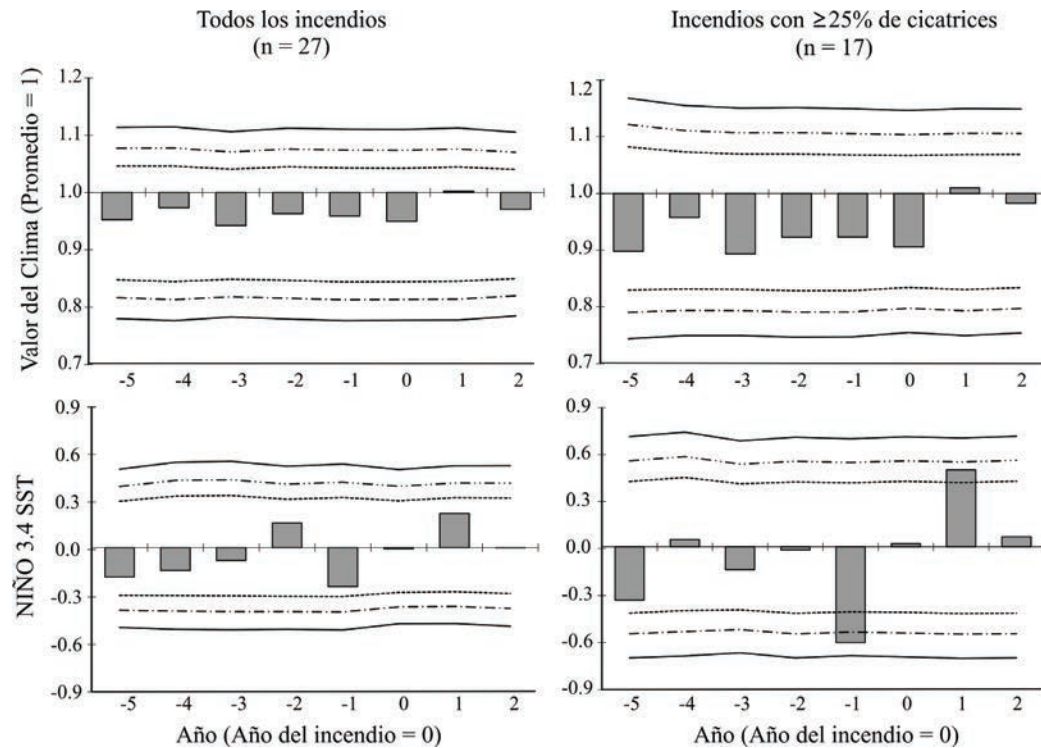 Todos los incendios
(n = 27)
Incendios con ≥25% de cicatrices
(n = 17)
Valor del Clima (Promedio = 1)
1.2
1.1
1.0
0.9
0.8
0.7
-5 -4 -3 -2 -1 0 1 2
1.2
1.1
1.0
0.9
0.8
0.7
-5 -4 -3 -2 -1 0 1 2
NIÑO 3.4 SST
0.9
0.6
0.3
0.0
-0.3
-0.6
-0.9
-5 -4 -3 -2 -1 0 1 2
Año (Año del incendio = 0)
0.9
0.6
0.3
0.0
-0.3
-0.6
-0.9
-5 -4 -3 -2 -1 0 1 2
Año (Año del incendio = 0)